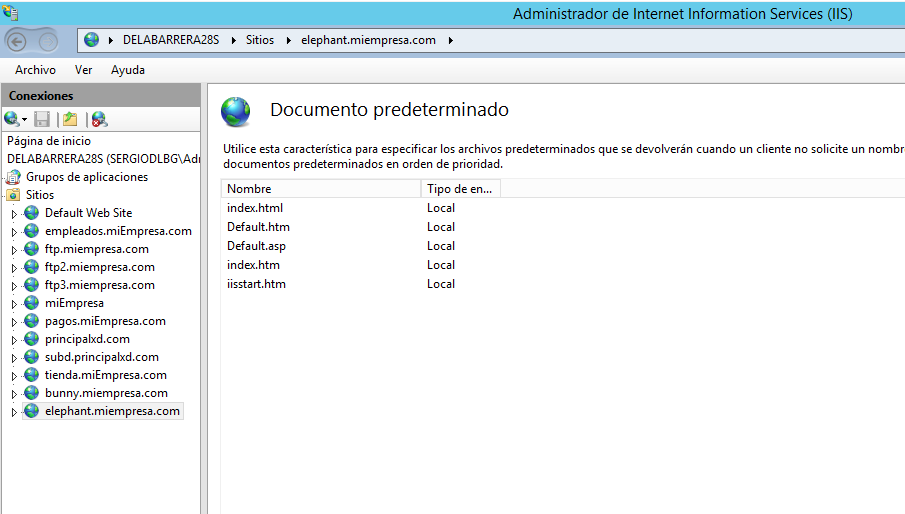 Administrador de Internet Information Services (IIS)
DELABARRERA28S Sitios elephant.miempresa.com
Archivo Ver Ayuda
Conexiones
Página de inicio
DELABARRERA28S (SERGIODLBG\Adı
Grupos de aplicaciones
Sitios
Default Web Site
empleados.miEmpresa.com
ftp.miempresa.com
ftp2.miempresa.com
ftp3.miempresa.com
miEmpresa
pagos.miEmpresa.com
principalxd.com
subd.principalxd.com
tienda.miEmpresa.com
bunny.miempresa.com
elephant.miempresa.com
Documento predeterminado
Utilice esta característica para especificar los archivos predeterminados que se devolverán cuando un cliente no solicite un nombr
documentos predeterminados en orden de prioridad.
Nombre Tipo de en...
index.html Local
Default.htm Local
Default.asp Local
index.htm Local
iisstart.htm Local